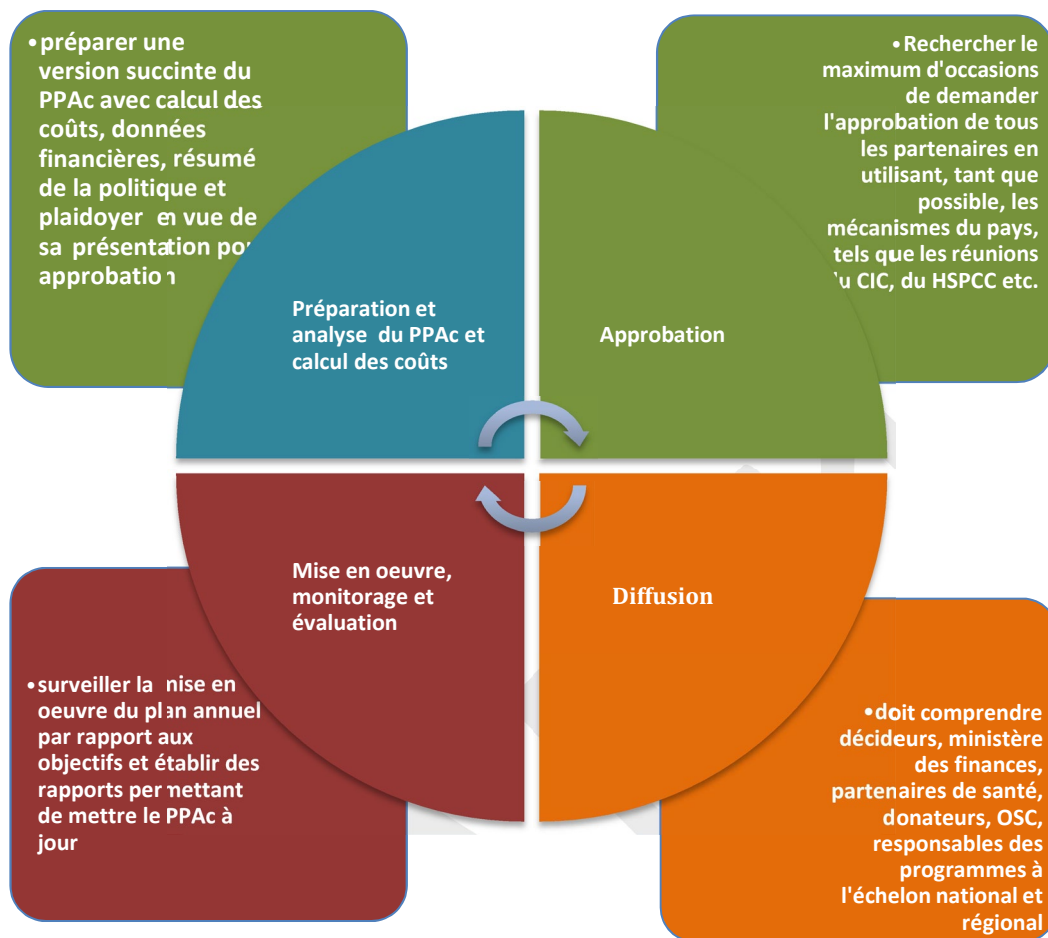 •préparer une
version succinte du
PPAc avec calcul des
coûts, données
financières, résumé
de la politique et
plaidoyer en vue de
sa présentation
approbation
•Rechercher le
maximum d'occasions
de demander
l'approbation de tous
les partenaires en
utilisant, tant que
possible, les
mécanismes du pays,
tels que les réunions
du CIC, du HSPCC etc.
Préparation et
analyse du PPAc et
calcul des coûts
Approbation
Mise en oeuvre,
monitorage et
évaluation
Diffusion
•surveiller la mise en
oeuvre du plan annuel
par rapport aux
objectifs et établir des
rapports permettant
de mettre le PPAc à
jour
•doit comprendre
décideurs, ministère
des finances,
partenaires de santé,
donateurs, OSC,
responsables des
programmes à
l'échelon national et
régional